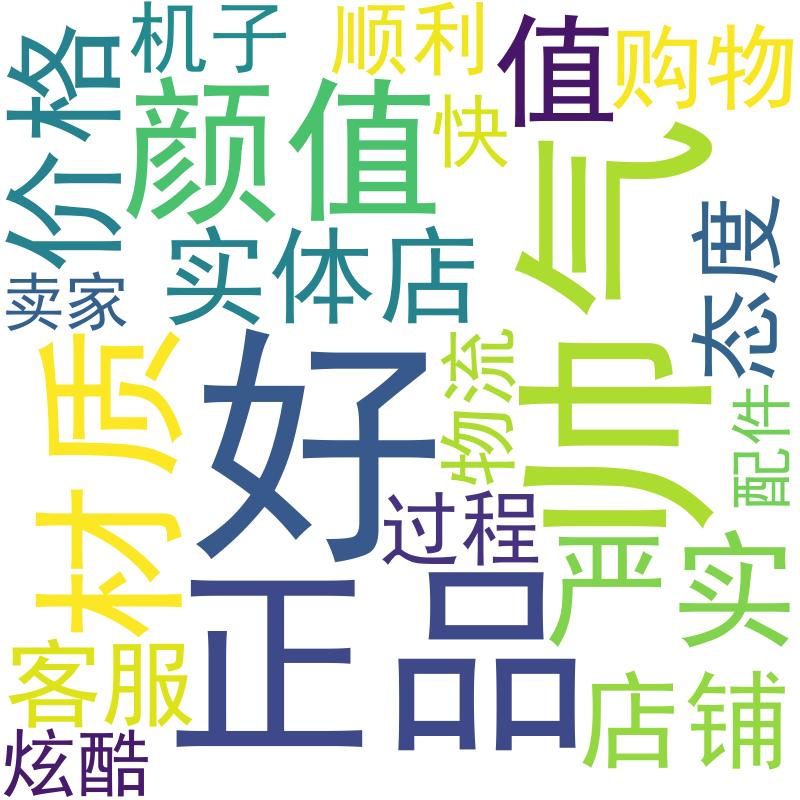 机子
顺利
值
购物
价格
颜值
快
帅气
实体店
态度
卖家
材质
好
物流
配件
过程
严实
正品
客服
店铺
炫酷